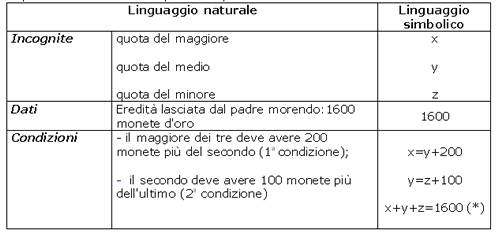 Linguaggio naturale Linguaggio
simbolico
Incognite quota del maggiore x
quota del medio y
quota del minore z
Dati Eredità lasciata dal padre morendo: 1600 1600
monete d'oro
Condizioni - il maggiore dei tre deve avere 200
monete più del secondo (1ª condizione); x=y+200
- il secondo deve avere 100 monete più y=z+100
dell'ultimo (2ª condizione)
x+y+z=1600 (*)